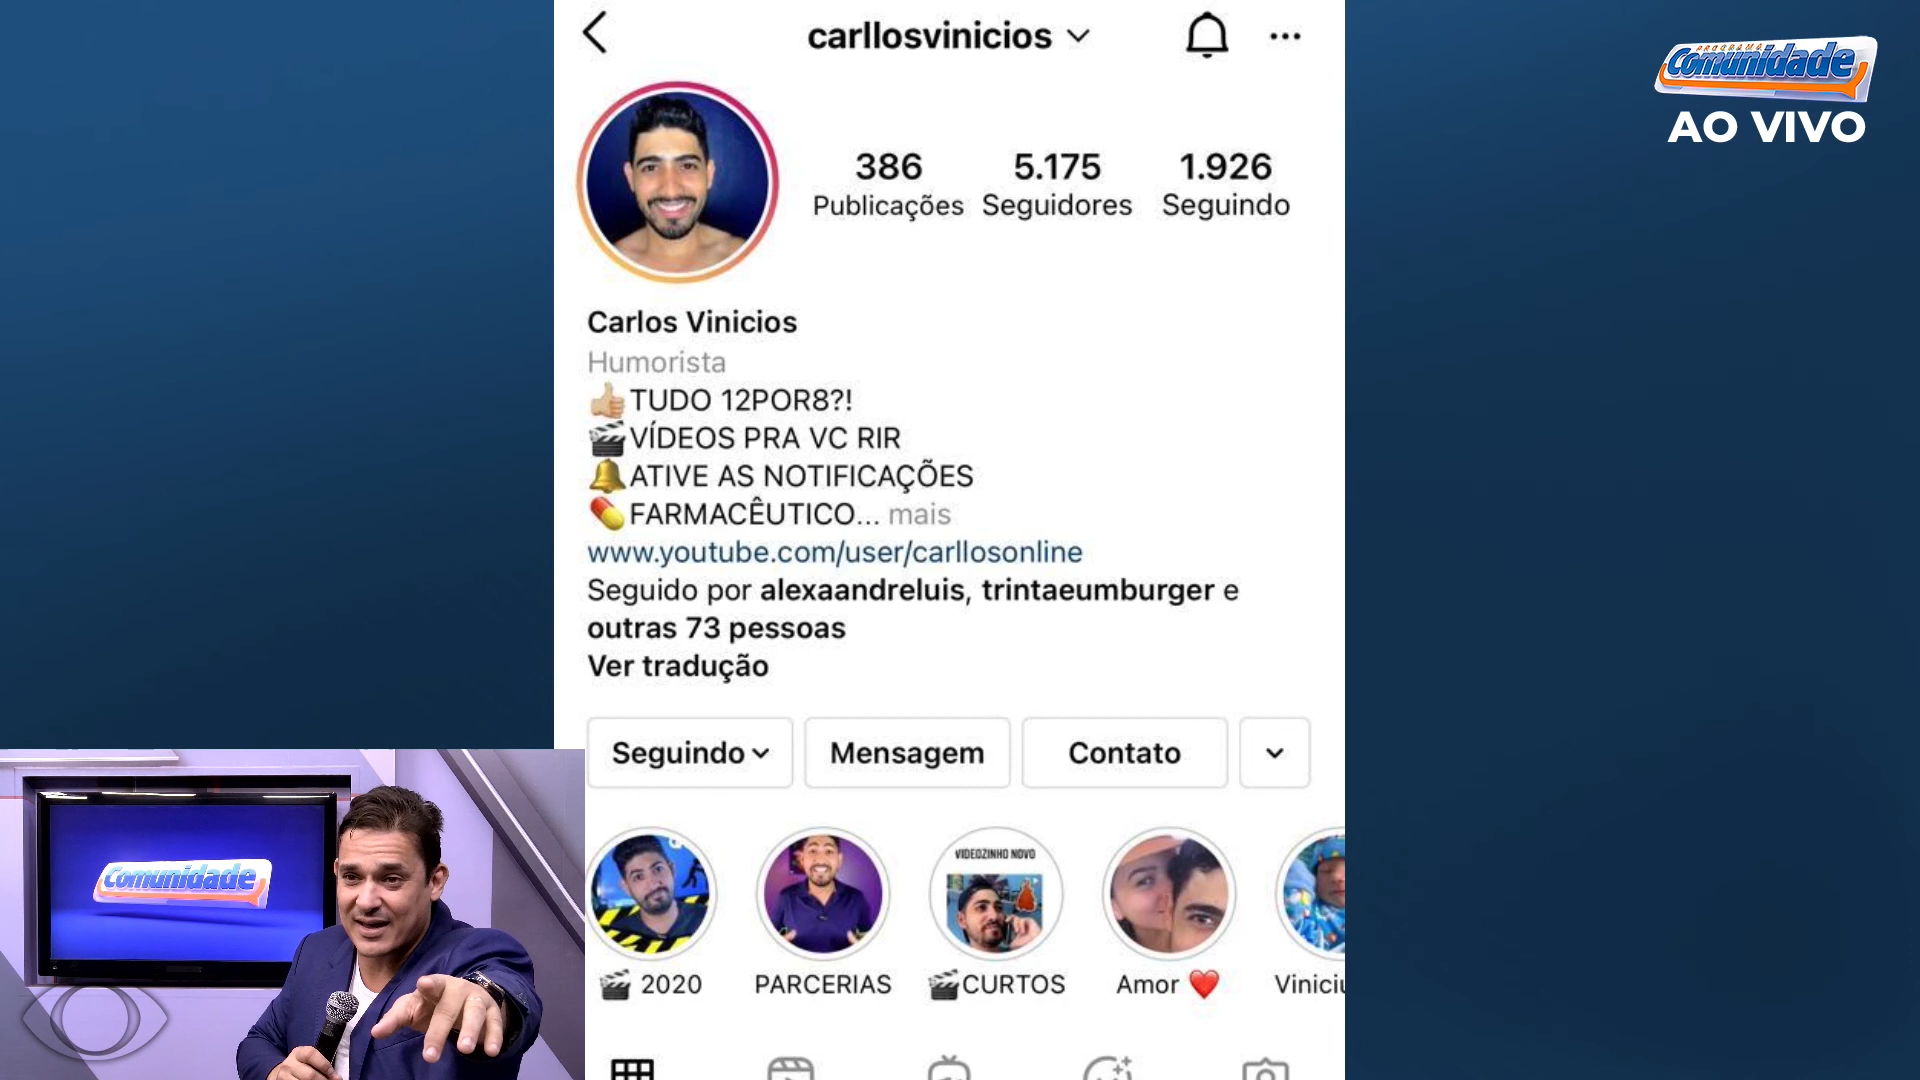 carllosvinicios
PROGRAMA
Comunidade
AO VIVO
386
5.175
1.926
Publicações
Seguidores
Seguindo
Carlos Vinicios
Humorista
👍🏼TUDO 12POR8?!
🎬VÍDEOS PRA VC RIR
🔔ATIVE AS NOTIFICAÇÕES
💊FARMACÊUTICO... mais
www.youtube.com/user/carllosonline
Seguido por alexaandreluis, trintaeumburger e
outras 73 pessoas
Ver tradução
Seguindo
Mensagem
Contato
Comunidade
VIDEOZINHO NOVO
🎬 2020
PARCERIAS
🎬CURTOS
Amor ❤️
Viniciu